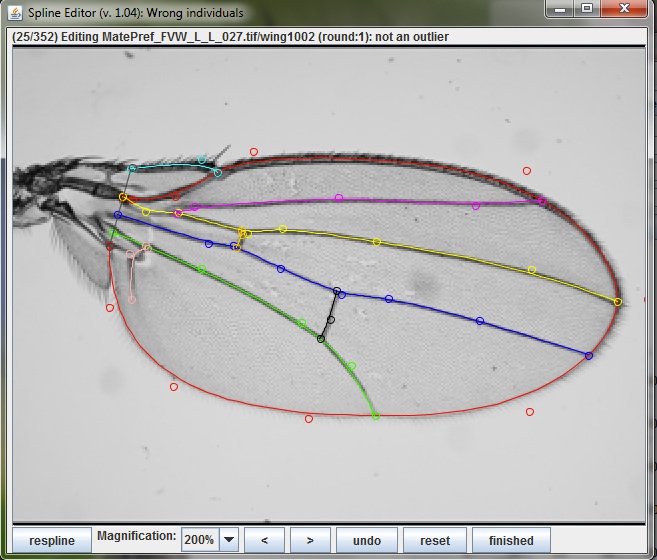 Spline Editor (v. 1.04): Wrong individuals
(25/352) Editing MatePref_FVW_L_L_027.tif/wing1002 (round:1): not an outlier
respline Magnification: 200% < > undo reset finished